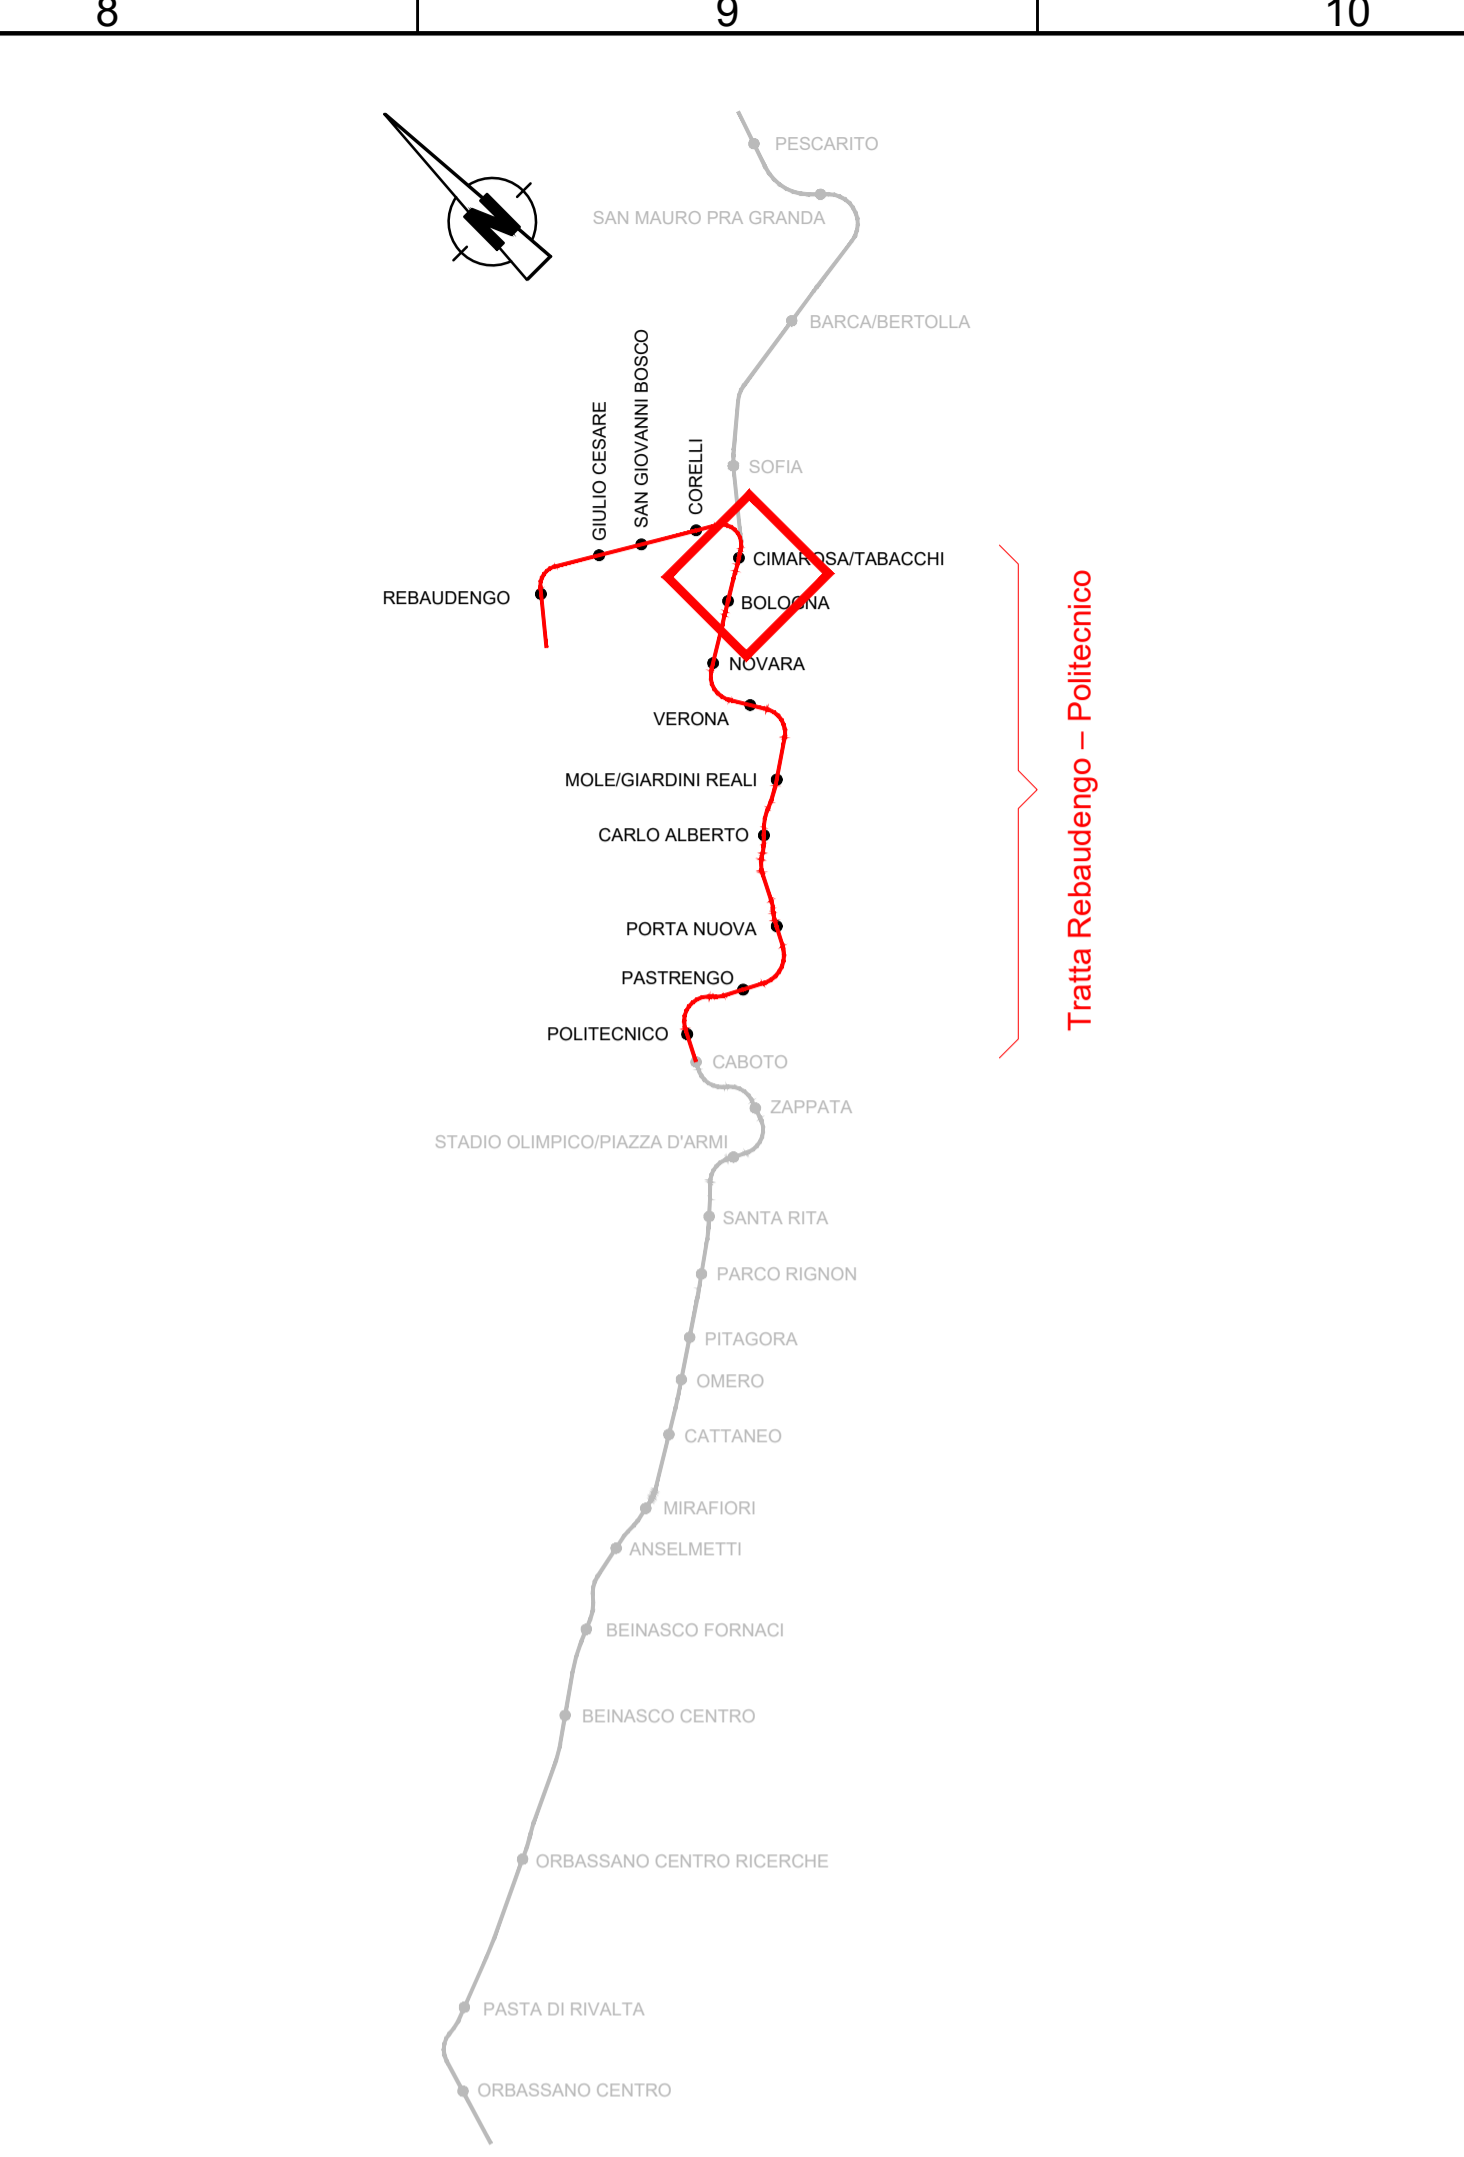 8
9
10
N
PESCARITO
SAN MAURO PRA GRANDA
BARCA/BERTOLLA
SOFIA
GIULIO CESARE
SAN GIOVANNI BOSCO
CORELLI
CIMAROSA/TABACCHI
REBAUDENGO
BOLOGNA
NOVARA
VERONA
MOLE/GIARDINI REALI
CARLO ALBERTO
PORTA NUOVA
PASTRENGO
POLITECNICO
Tratta Rebaudengo – Politecnico
CABOTO
ZAPPATA
STADIO OLIMPICO/PIAZZA D'ARMI
SANTA RITA
PARCO RIGNON
PITAGORA
OMERO
CATTANEO
MIRAFIORI
ANSELMETTI
BEINASCO FORNACI
BEINASCO CENTRO
ORBASSANO CENTRO RICERCHE
PASTA DI RIVALTA
ORBASSANO CENTRO